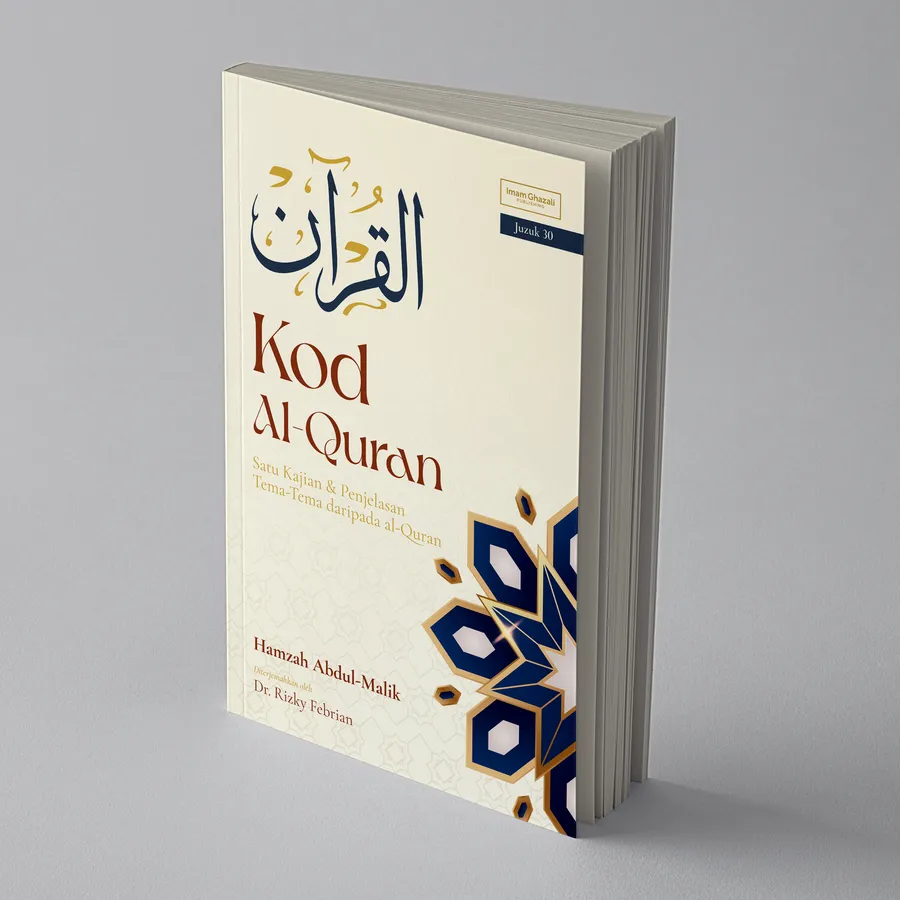 القرآن
Imam Ghazali
PUBLISHING
Juzuk 30
Kod
Al-Quran
Satu Kajian & Penjelasan
Tema-Tema daripada al-Quran
Hamzah Abdul-Malik
Diterjemahkan oleh
Dr. Rizky Febrian